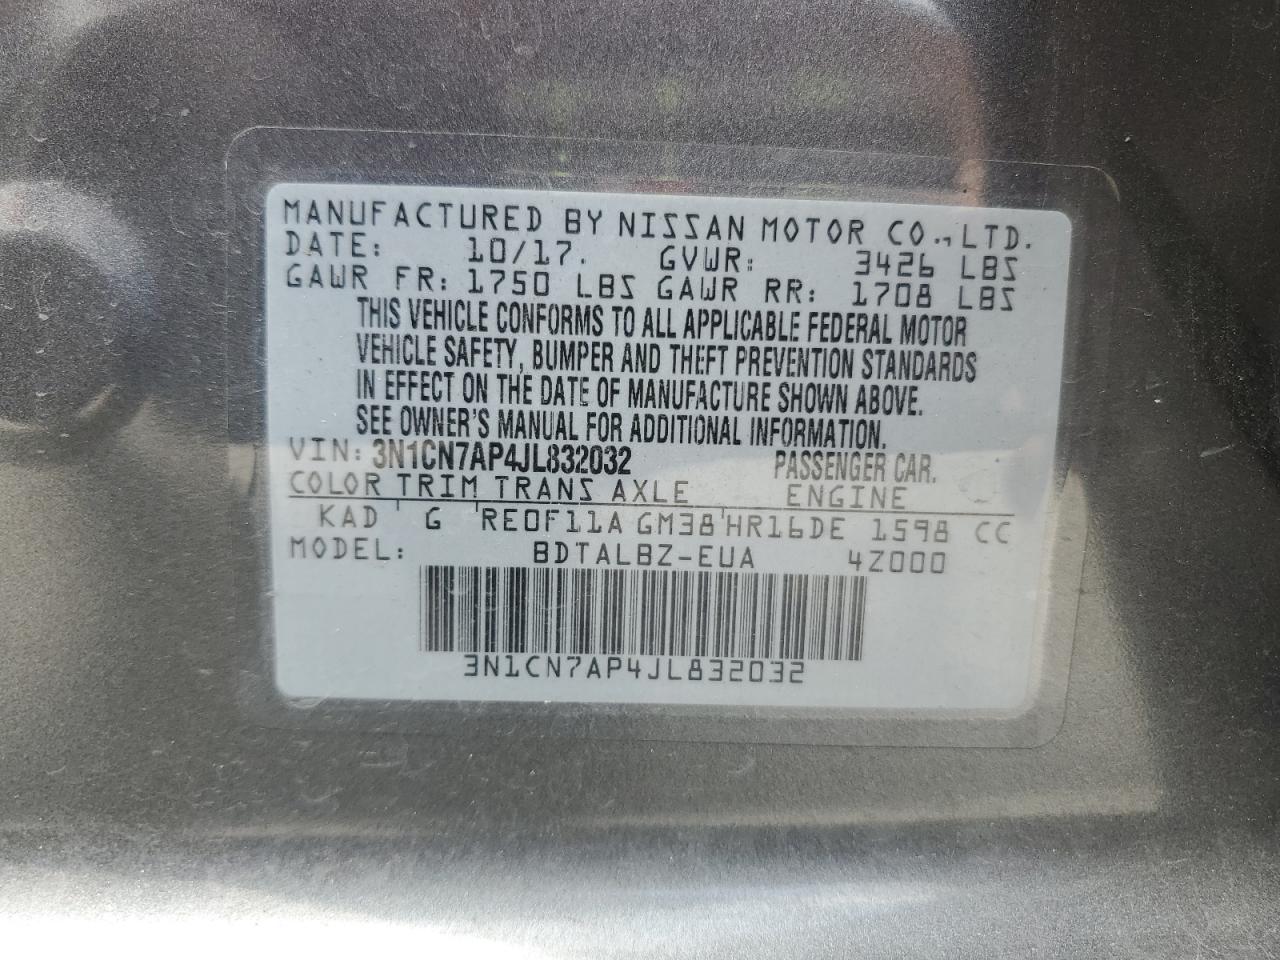 MANUFACTURED BY NISSAN MOTOR CO., LTD.
DATE: 10/17. GVWR: 3426 LBS
GAWR FR: 1750 LBS GAWR RR: 1708 LBS
THIS VEHICLE CONFORMS TO ALL APPLICABLE FEDERAL MOTOR
VEHICLE SAFETY, BUMPER AND THEFT PREVENTION STANDARDS
IN EFFECT ON THE DATE OF MANUFACTURE SHOWN ABOVE.
SEE OWNER'S MANUAL FOR ADDITIONAL INFORMATION.
VIN: 3N1CN7AP4JL832032 PASSENGER CAR.
COLOR TRIM TRANS AXLE ENGINE
KAD ' G ' RE0F11A GM38 ' HR16DE 1598 CC
MODEL: BDTALBZ-EUA 4Z000
3N1CN7AP4JL832032